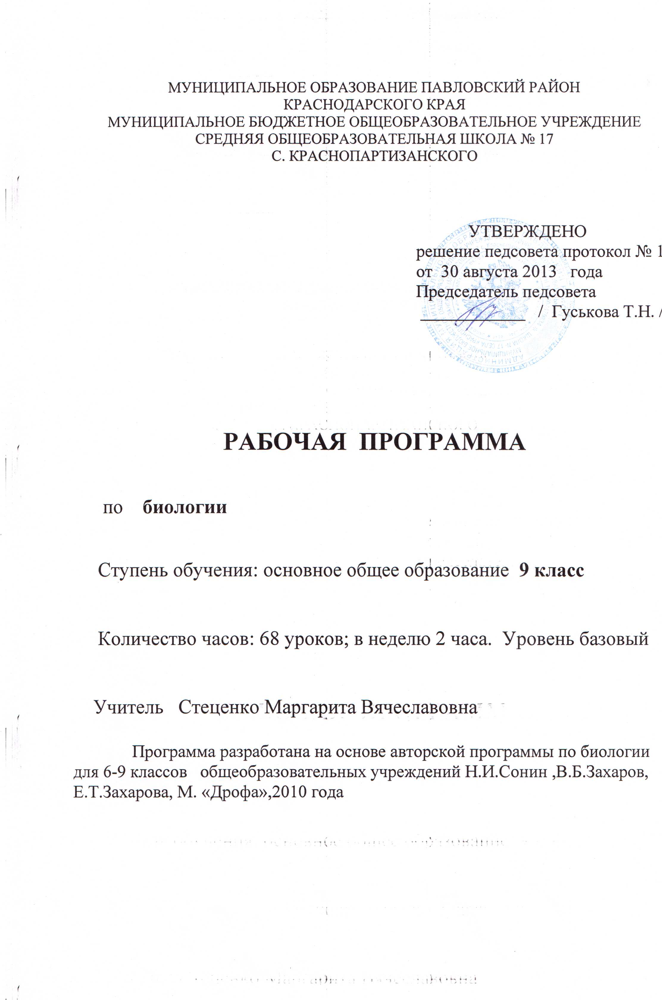 МУНИЦИПАЛЬНОЕ ОБРАЗОВАНИЕ ПАВЛОВСКИЙ РАЙОН
КРАСНОДАРСКОГО КРАЯ
МУНИЦИПАЛЬНОЕ БЮДЖЕТНОЕ ОБЩЕОБРАЗОВАТЕЛЬНОЕ УЧРЕЖДЕНИЕ
СРЕДНЯЯ ОБЩЕОБРАЗОВАТЕЛЬНАЯ ШКОЛА № 17
С. КРАСНОПАРТИЗАНСКОГО
УТВЕРЖДЕНО
решение педсовета протокол № 1
от 30 августа 2013 года
Председатель педсовета
____________ / Гуськова Т.Н. /
РАБОЧАЯ ПРОГРАММА
по биологии
Ступень обучения: основное общее образование 9 класс
Количество часов: 68 уроков; в неделю 2 часа. Уровень базовый
Учитель Стеценко Маргарита Вячеславовна
Программа разработана на основе авторской программы по биологии
для 6-9 классов общеобразовательных учреждений Н.И.Сонин ,В.Б.Захаров,
Е.Т.Захарова, М. «Дрофа»,2010 года